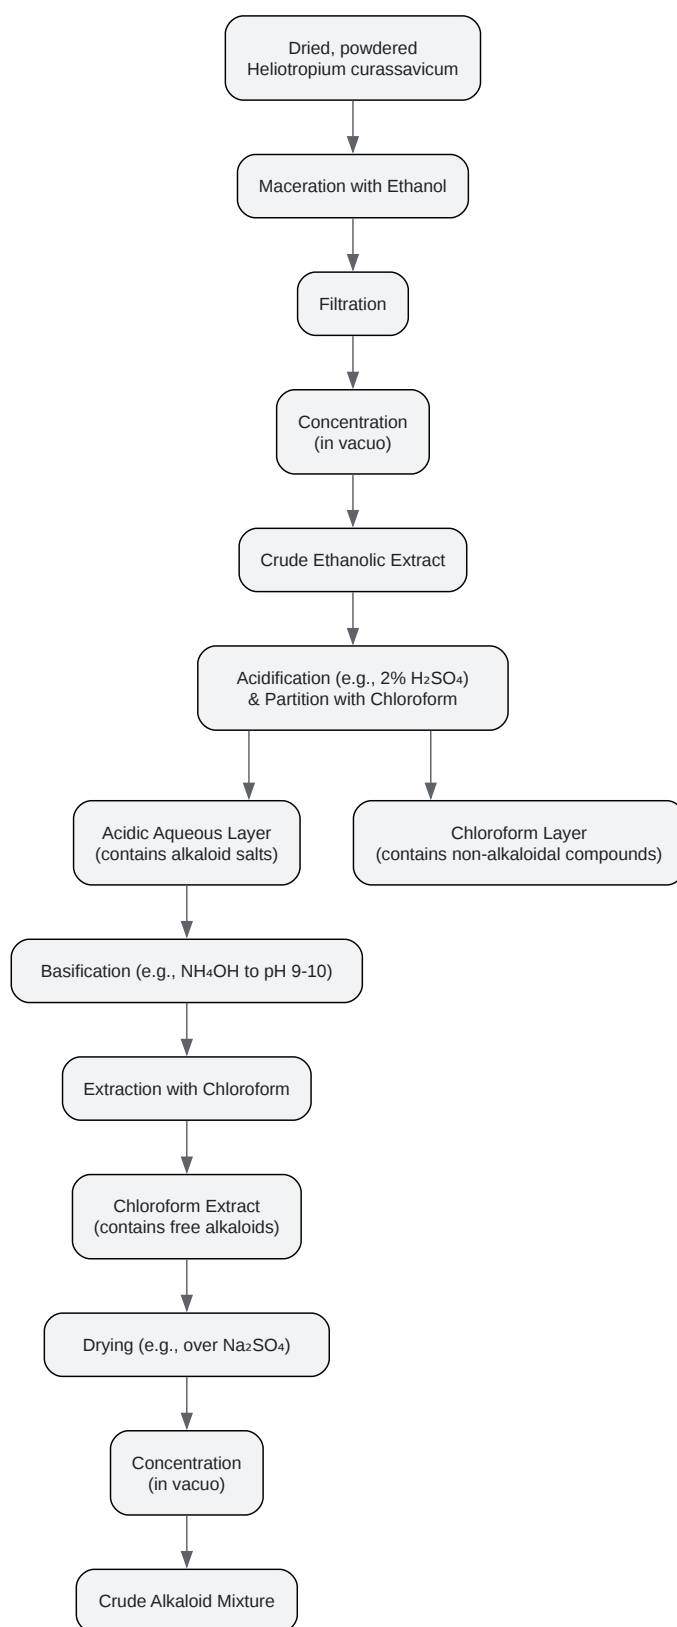 Dried, powdered
Heliotropium curassavicum
Maceration with Ethanol
Filtration
Concentration
(in vacuo)
Crude Ethanolic Extract
Acidification (e.g., 2% H₂SO₄)
& Partition with Chloroform
Acidic Aqueous Layer
(contains alkaloid salts)
Chloroform Layer
(contains non-alkaloidal compounds)
Basification (e.g., NH₄OH to pH 9-10)
Extraction with Chloroform
Chloroform Extract
(contains free alkaloids)
Drying (e.g., over Na₂SO₄)
Concentration
(in vacuo)
Crude Alkaloid Mixture